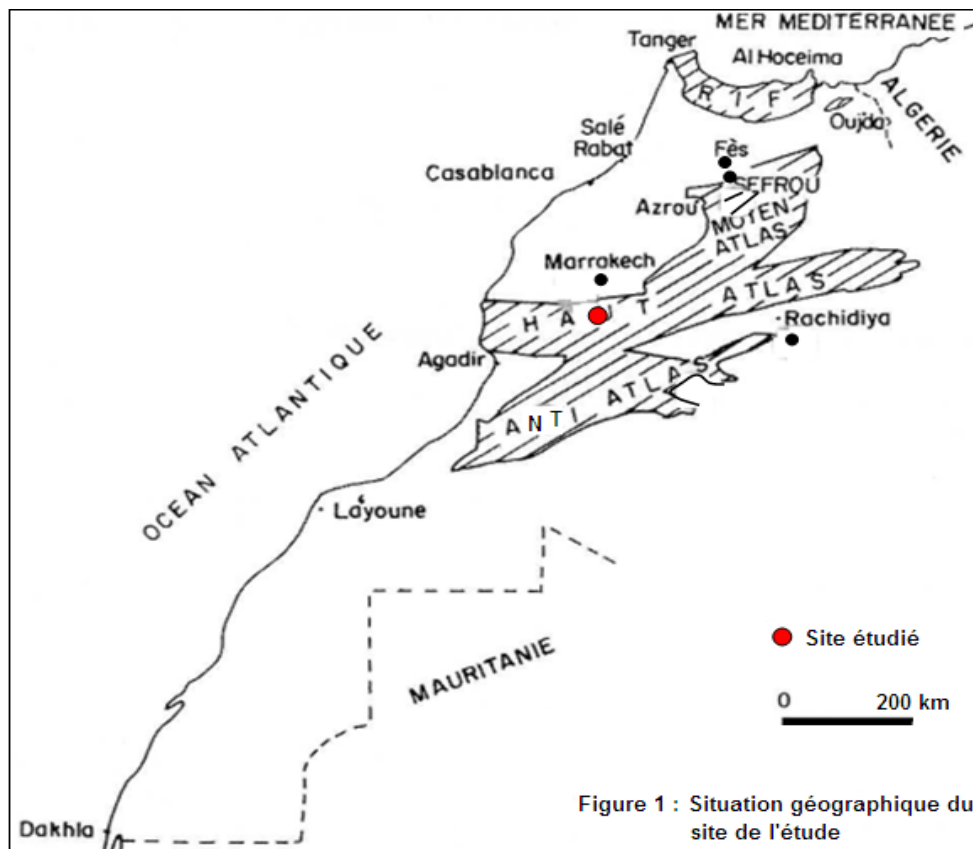 MER MEDITERRANEE
Tanger
Al Hoceima
RIF
ALGERIE
Oujda
Salé
Rabat
Fès
SEFROU
Casablanca
Azrou
MOYEN
ATLAS
Marrakech
HAUT ATLAS
Rachidiya
Agadir
ANTI ATLAS
OCEAN ATLANTIQUE
Lâyoune
MAURITANIE
Site étudié
0 200 km
Figure 1 : Situation géographique du
site de l'étude
Dakhla